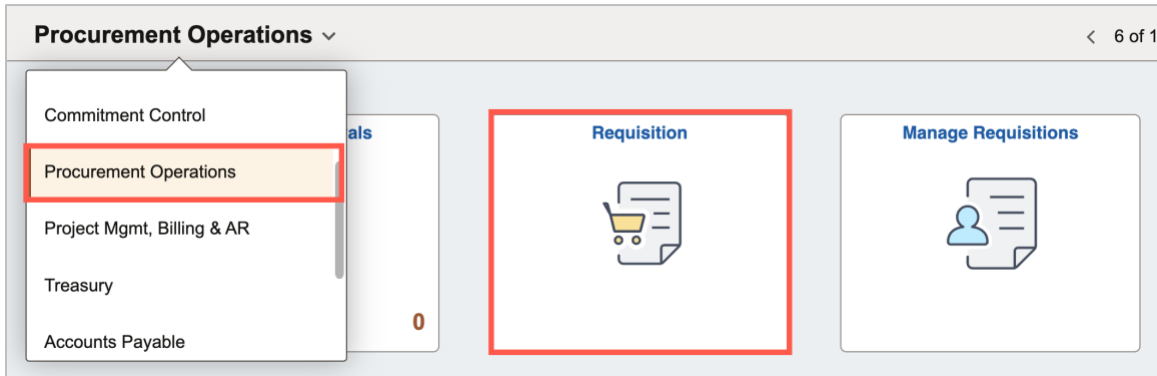 Procurement Operations
6 of 1
Commitment Control
Procurement Operations
Project Mgmt, Billing & AR
Treasury
Accounts Payable
als
0
Requisition
Manage Requisitions